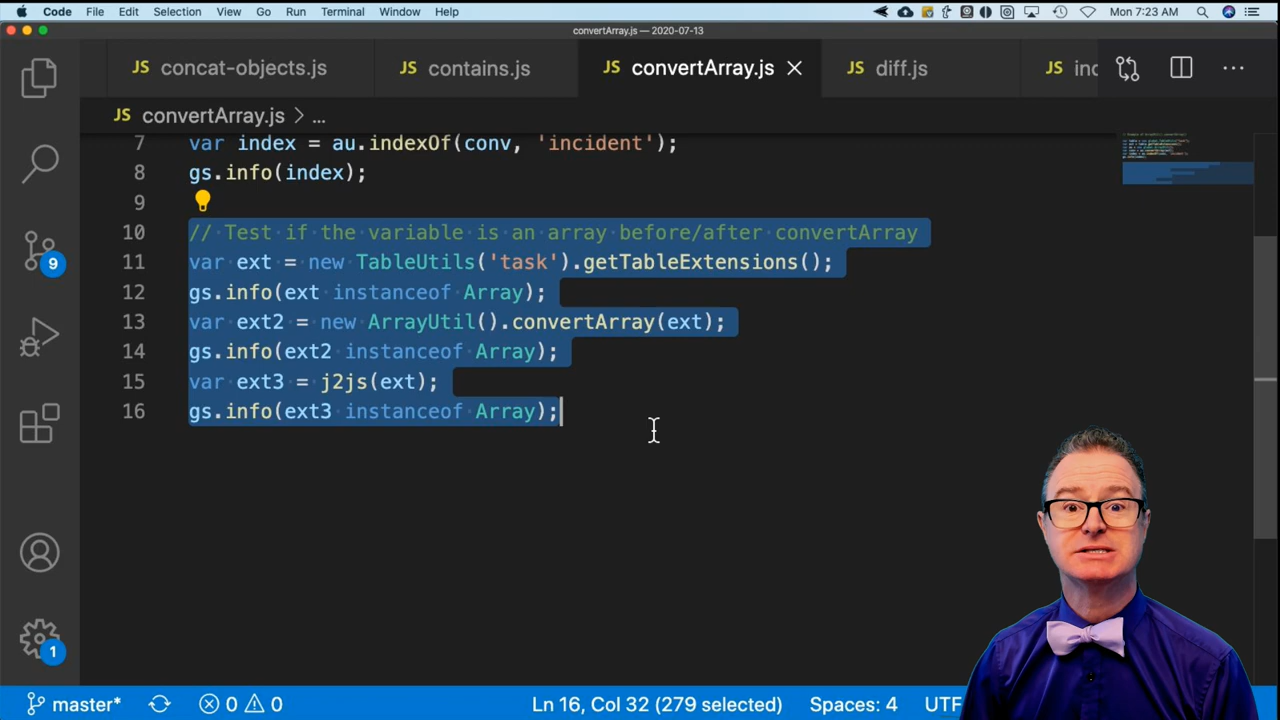 Code File Edit Selection View Go Run Terminal Window Help Mon 7:23 AM
convertArray.js — 2020-07-13
JS concat-objects.js JS contains.js JS convertArray.js JS diff.js JS
JS convertArray.js > ...
7 var index = au.indexOf(conv, 'incident');
8 gs.info(index);
9
10 // Test if the variable is an array before/after convertArray
11 var ext = new TableUtils('task').getTableExtensions();
12 gs.info(ext instanceof Array);
13 var ext2 = new ArrayUtil().convertArray(ext);
14 gs.info(ext2 instanceof Array);
15 var ext3 = j2js(ext);
16 gs.info(ext3 instanceof Array);
9
1
master* 0 0 Ln 16, Col 32 (279 selected) Spaces: 4 UTF